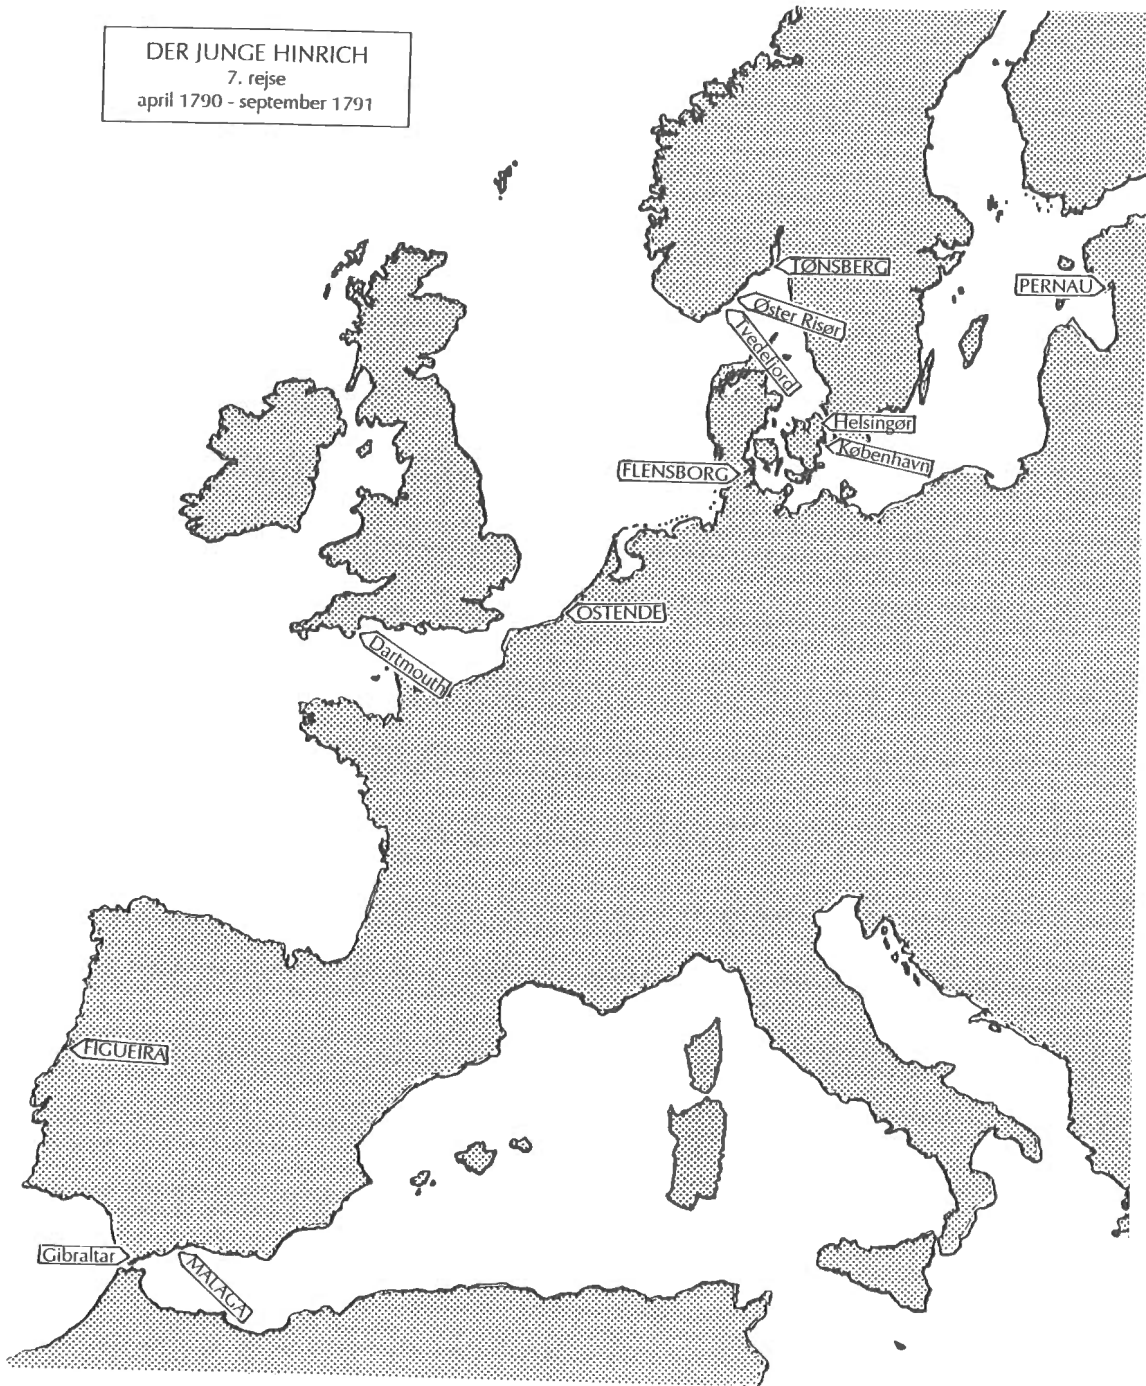 DER JUNGE HINRICH
7. rejse
april 1790 - september 1791
TØNSBERG
PERNAU
Øster Risør
Tvedefjord
Helsingør
København
FLENSBORG
OSTENDE
Dartmouth
FIGUEIRA
Gibraltar
MALAGA